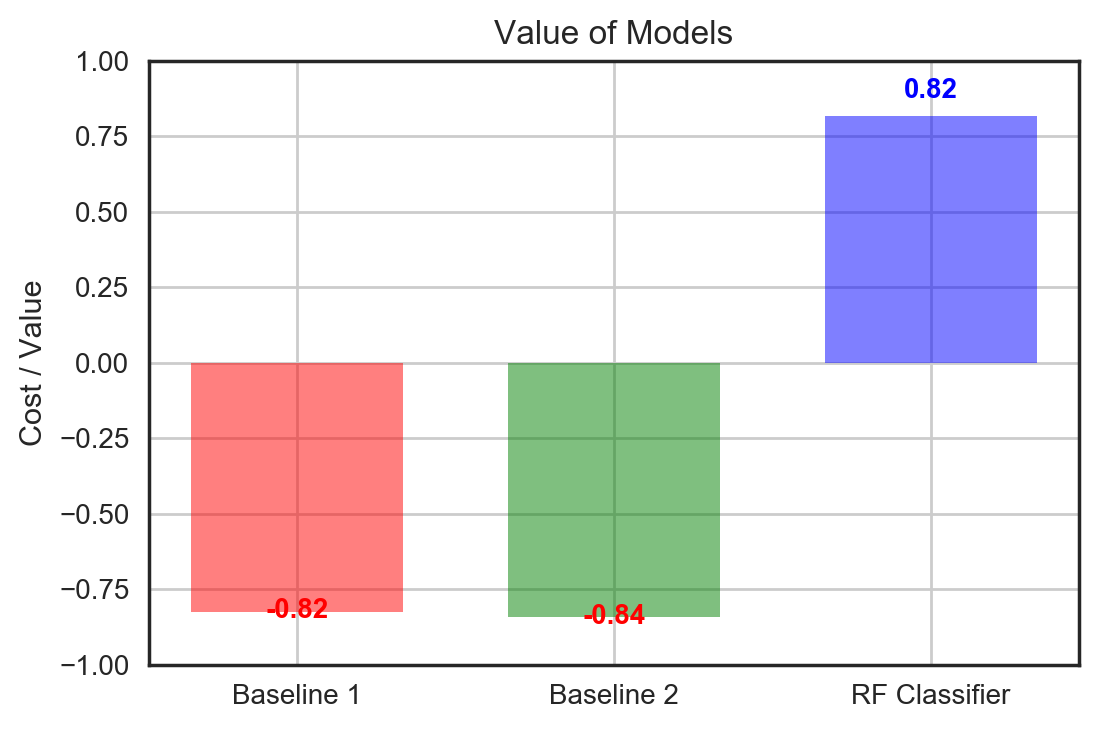 Value of Models
1.00
0.82
0.75
0.50
0.25
0.00
−0.25
−0.50
−0.75
-0.82
-0.84
−1.00
Cost / Value
Baseline 1
Baseline 2
RF Classifier